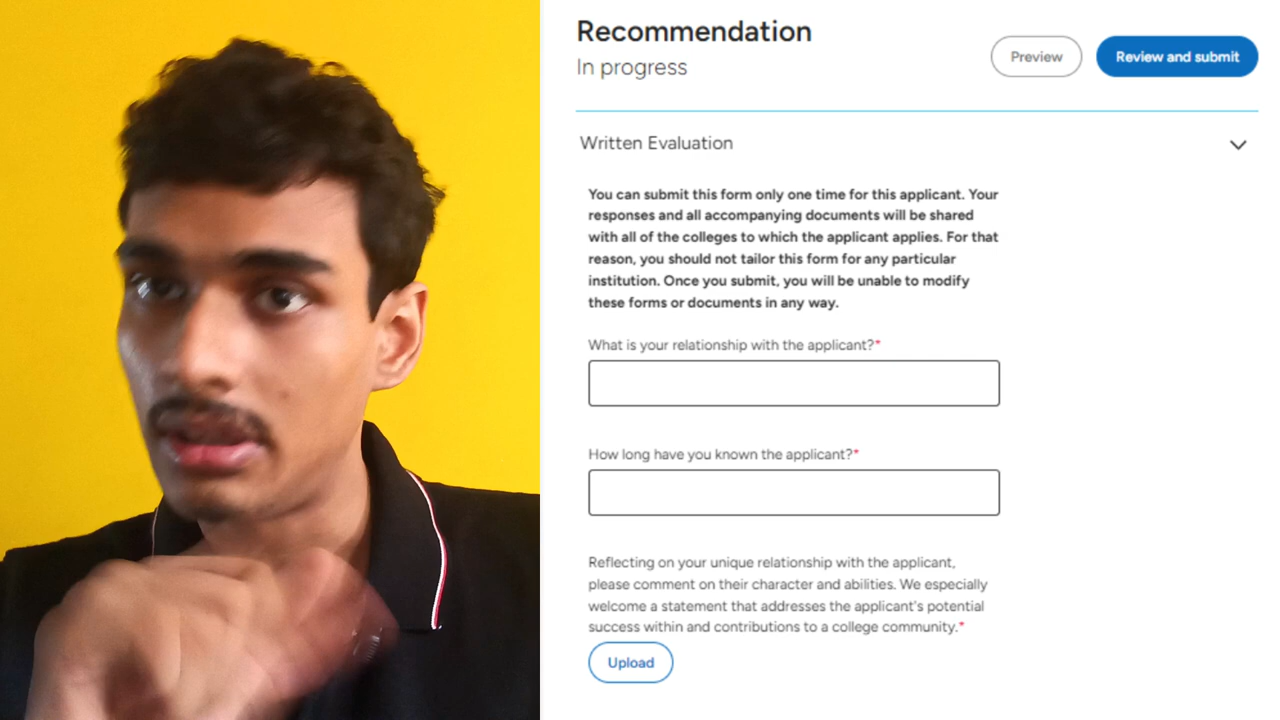 Recommendation
In progress
Preview
Review and submit
Written Evaluation
You can submit this form only one time for this applicant. Your
responses and all accompanying documents will be shared
with all of the colleges to which the applicant applies. For that
reason, you should not tailor this form for any particular
institution. Once you submit, you will be unable to modify
these forms or documents in any way.
What is your relationship with the applicant?*
How long have you known the applicant?*
Reflecting on your unique relationship with the applicant,
please comment on their character and abilities. We especially
welcome a statement that addresses the applicant's potential
success within and contributions to a college community.*
Upload